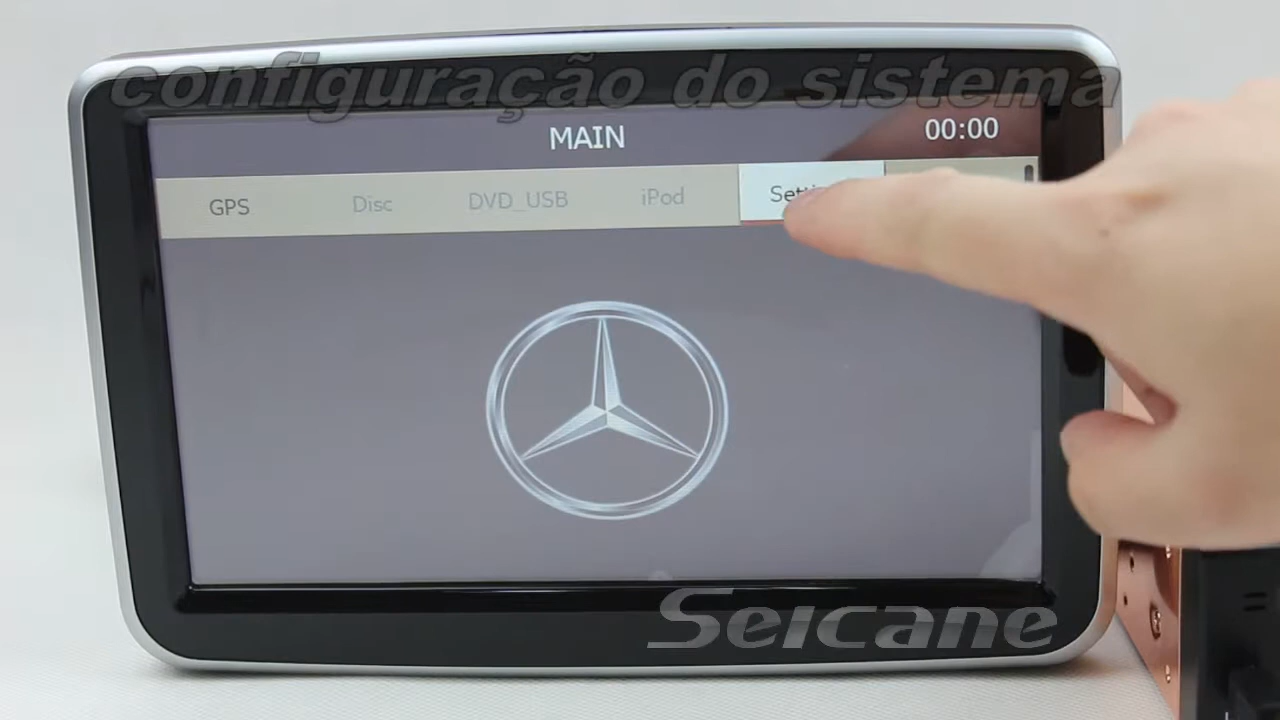 configuração do sistema
MAIN
00:00
GPS
Disc
DVD_USB
iPod
Seicane